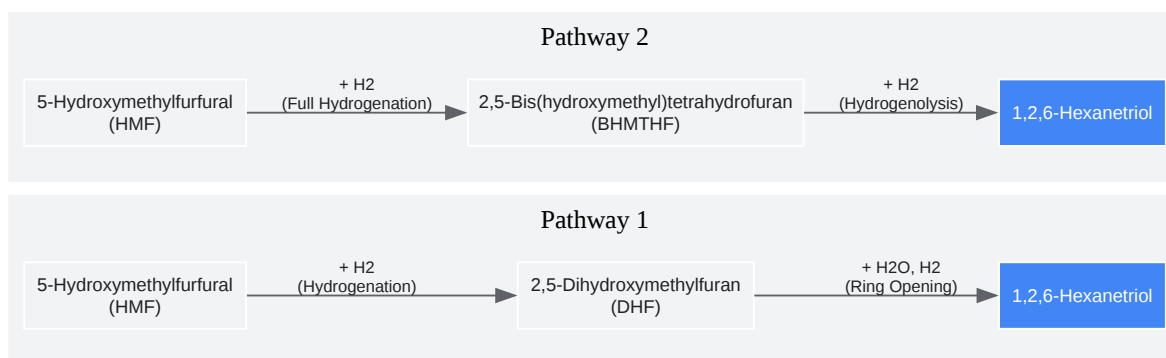 Pathway 2
5-Hydroxymethylfurfural
(HMF)
+ H2
(Full Hydrogenation)
2,5-Bis(hydroxymethyl)tetrahydrofuran
(BHMTHF)
+ H2
(Hydrogenolysis)
1,2,6-Hexanetriol
Pathway 1
5-Hydroxymethylfurfural
(HMF)
+ H2
(Hydrogenation)
2,5-Dihydroxymethylfuran
(DHF)
+ H2O, H2
(Ring Opening)
1,2,6-Hexanetriol